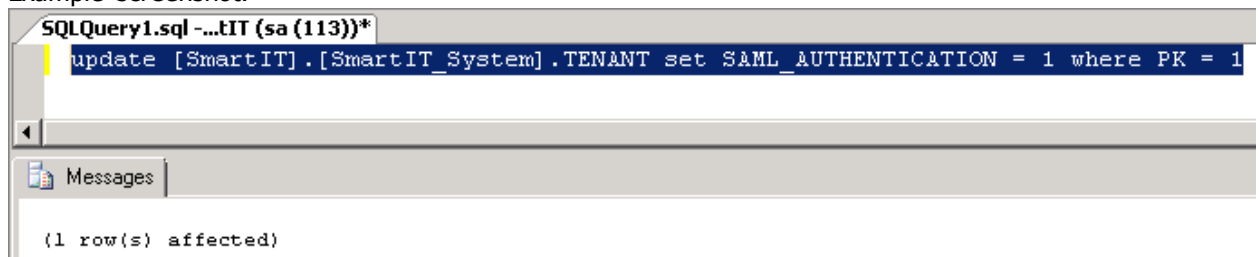 Example screenshot:
SQLQuery1.sql -...tIT (sa (113))*
update [SmartIT].[SmartIT_System].TENANT set SAML_AUTHENTICATION = 1 where PK = 1
Messages
(1 row(s) affected)